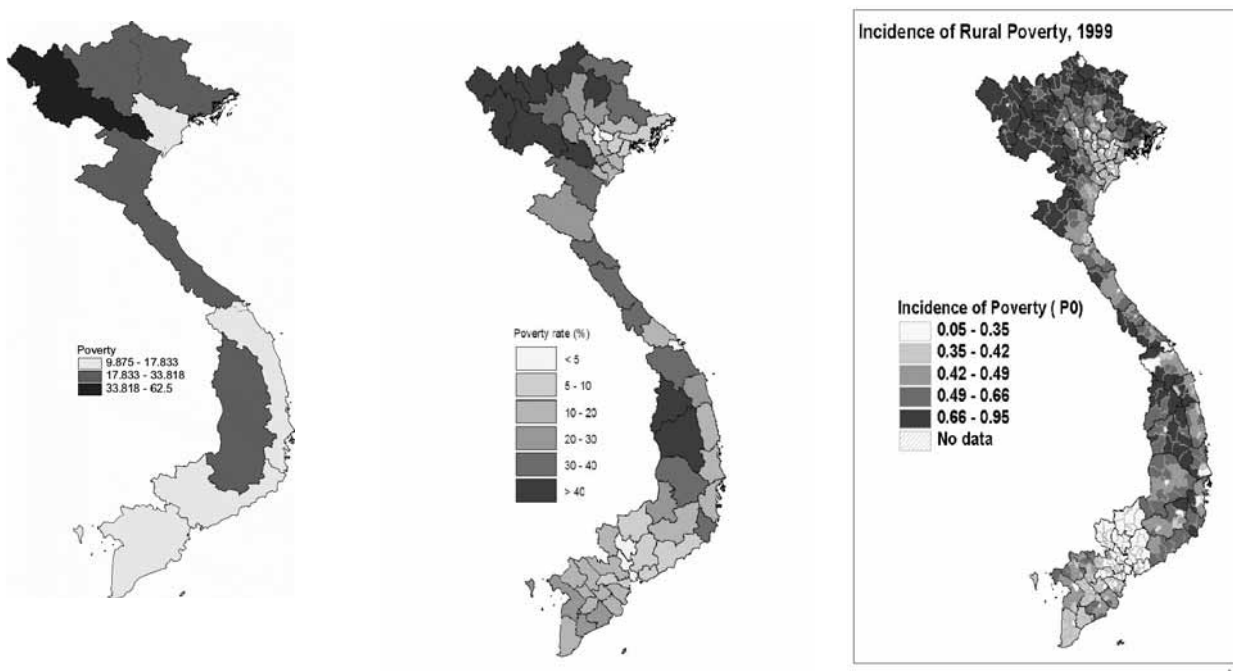 Poverty
9.875 - 17.833
17.833 - 33.818
33.818 - 62.5
Poverty rate (%)
< 5
5 - 10
10 - 20
20 - 30
30 - 40
> 40
Incidence of Rural Poverty, 1999
Incidence of Poverty ( P0)
0.05 - 0.35
0.35 - 0.42
0.42 - 0.49
0.49 - 0.66
0.66 - 0.95
No data